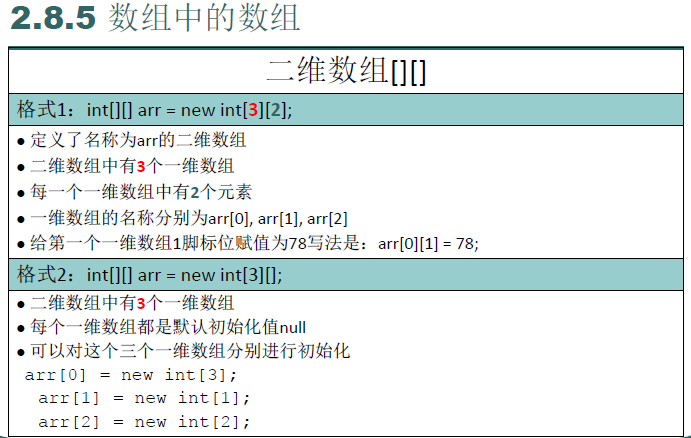 2.8.5 数组中的数组
二维数组[][]
格式1：int[][] arr = new int[3][2];
● 定义了名称为arr的二维数组
● 二维数组中有3个一维数组
● 每一个一维数组中有2个元素
● 一维数组的名称分别为arr[0], arr[1], arr[2]
● 给第一个一维数组1脚标位赋值为78写法是：arr[0][1] = 78;
格式2：int[][] arr = new int[3][];
● 二维数组中有3个一维数组
● 每个一维数组都是默认初始化值null
● 可以对这个三个一维数组分别进行初始化
arr[0] = new int[3];
arr[1] = new int[1];
arr[2] = new int[2];